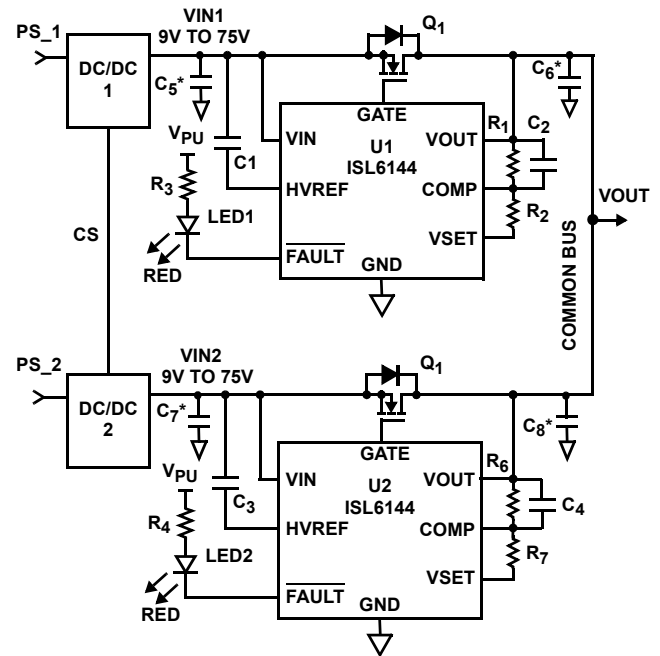 PS_1
VIN1
9V TO 75V
Q1
DC/DC
1
C5*
C6*
GATE
VPU
C1
VIN
U1
ISL6144
VOUT
R1
C2
R3
HVREF
COMP
VOUT
LED1
R2
CS
VSET
RED
FAULT
GND
COMMON BUS
PS_2
VIN2
9V TO 75V
Q1
DC/DC
2
C7*
C8*
GATE
VPU
C3
VIN
U2
ISL6144
VOUT
R6
C4
R4
HVREF
COMP
LED2
R7
VSET
RED
FAULT
GND